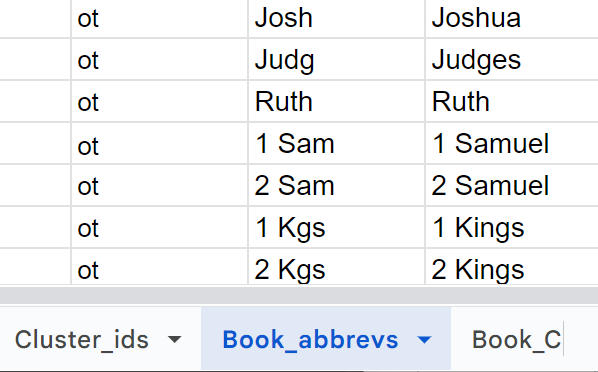 ot Josh Joshua
ot Judg Judges
ot Ruth Ruth
ot 1 Sam 1 Samuel
ot 2 Sam 2 Samuel
ot 1 Kgs 1 Kings
ot 2 Kgs 2 Kings
Cluster_ids Book_abbrevs Book_C